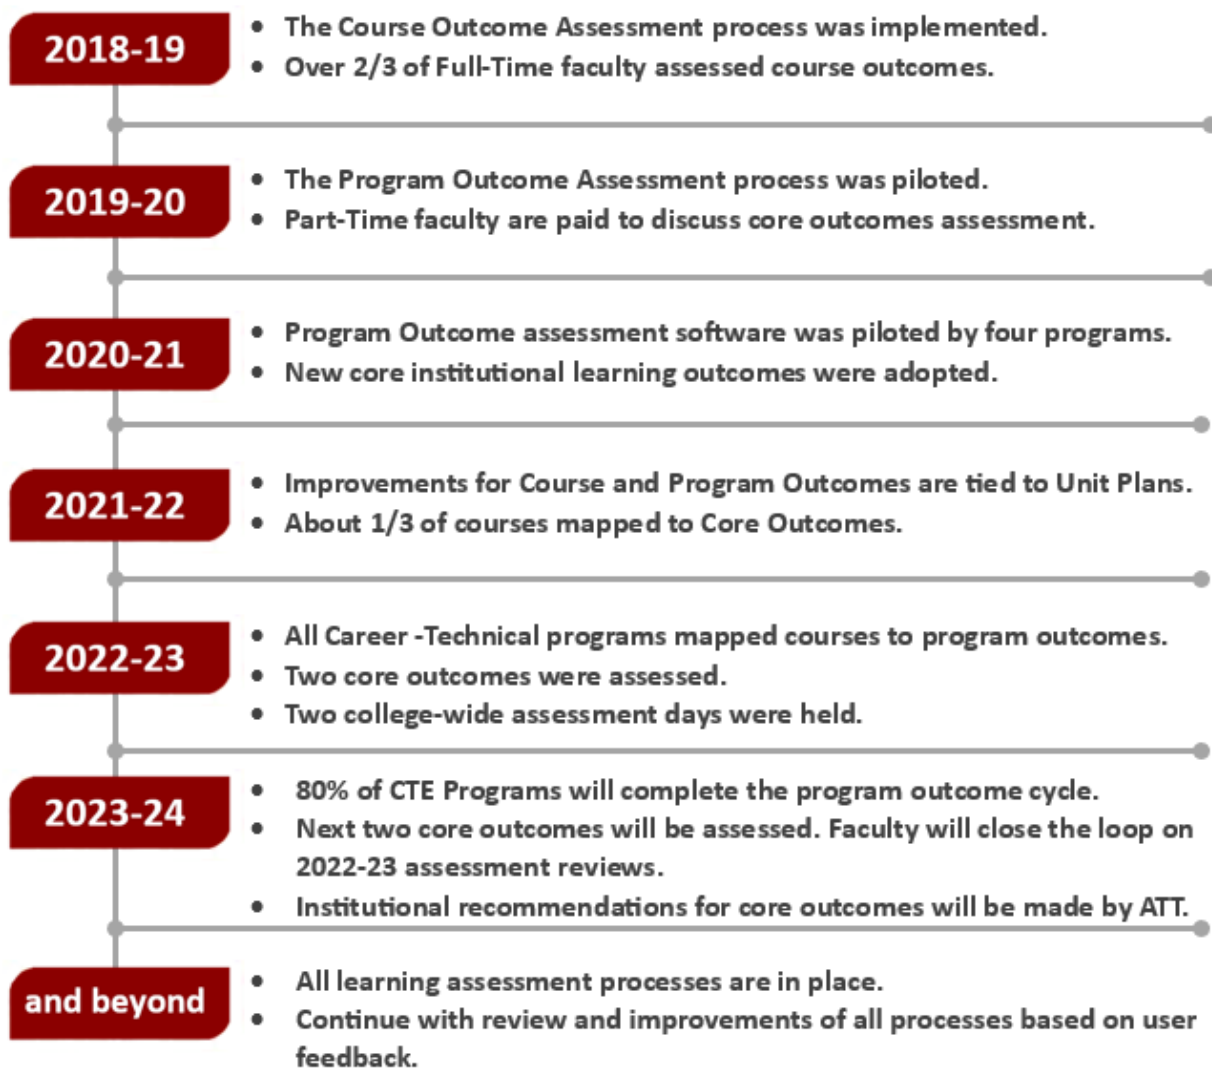 2018-19
• The Course Outcome Assessment process was implemented.
• Over 2/3 of Full-Time faculty assessed course outcomes.
2019-20
• The Program Outcome Assessment process was piloted.
• Part-Time faculty are paid to discuss core outcomes assessment.
2020-21
• Program Outcome assessment software was piloted by four programs.
• New core institutional learning outcomes were adopted.
2021-22
• Improvements for Course and Program Outcomes are tied to Unit Plans.
• About 1/3 of courses mapped to Core Outcomes.
2022-23
• All Career -Technical programs mapped courses to program outcomes.
• Two core outcomes were assessed.
• Two college-wide assessment days were held.
2023-24
• 80% of CTE Programs will complete the program outcome cycle.
• Next two core outcomes will be assessed. Faculty will close the loop on
2022-23 assessment reviews.
• Institutional recommendations for core outcomes will be made by ATT.
and beyond
• All learning assessment processes are in place.
• Continue with review and improvements of all processes based on user
feedback.